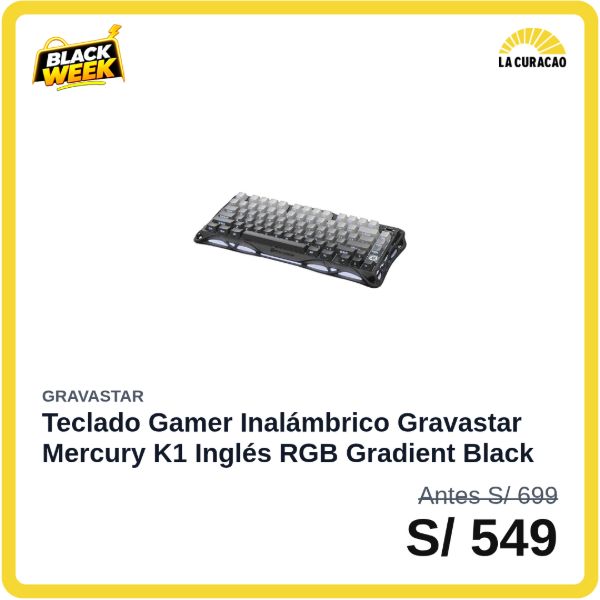 BLACK
WEEK
LA CURACAO
GRAVASTAR
Teclado Gamer Inalámbrico Gravastar
Mercury K1 Inglés RGB Gradient Black
Antes S/ 699
S/ 549